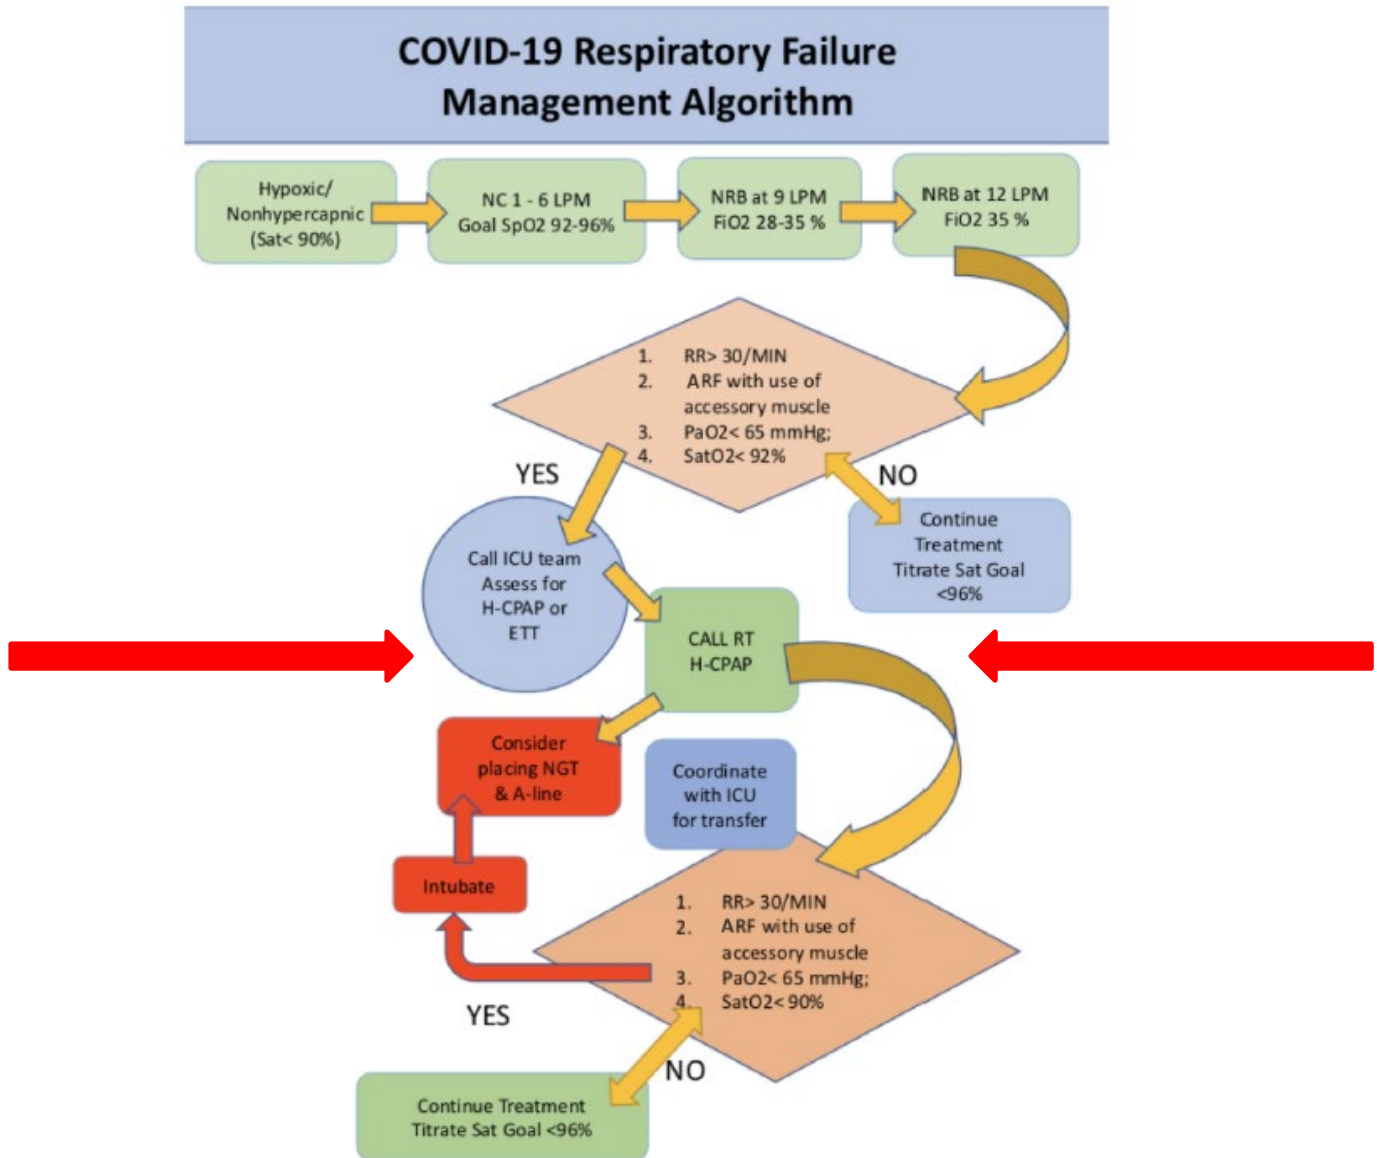 COVID-19 Respiratory Failure
Management Algorithm
Hypoxic/
Nonhypercapnic
(Sat< 90%)
NC 1 - 6 LPM
Goal SpO2 92-96%
NRB at 9 LPM
FiO2 28-35 %
NRB at 12 LPM
FiO2 35 %
1. RR> 30/MIN
2. ARF with use of
accessory muscle
3. PaO2< 65 mmHg;
4. SatO2< 92%
YES
NO
Continue
Treatment
Titrate Sat Goal
<96%
Call ICU team
Assess for
H-CPAP or
ETT
CALL RT
H-CPAP
Consider
placing NGT
& A-line
Coordinate
with ICU
for transfer
Intubate
1. RR> 30/MIN
2. ARF with use of
accessory muscle
3. PaO2< 65 mmHg;
4. SatO2< 90%
YES
NO
Continue Treatment
Titrate Sat Goal <96%